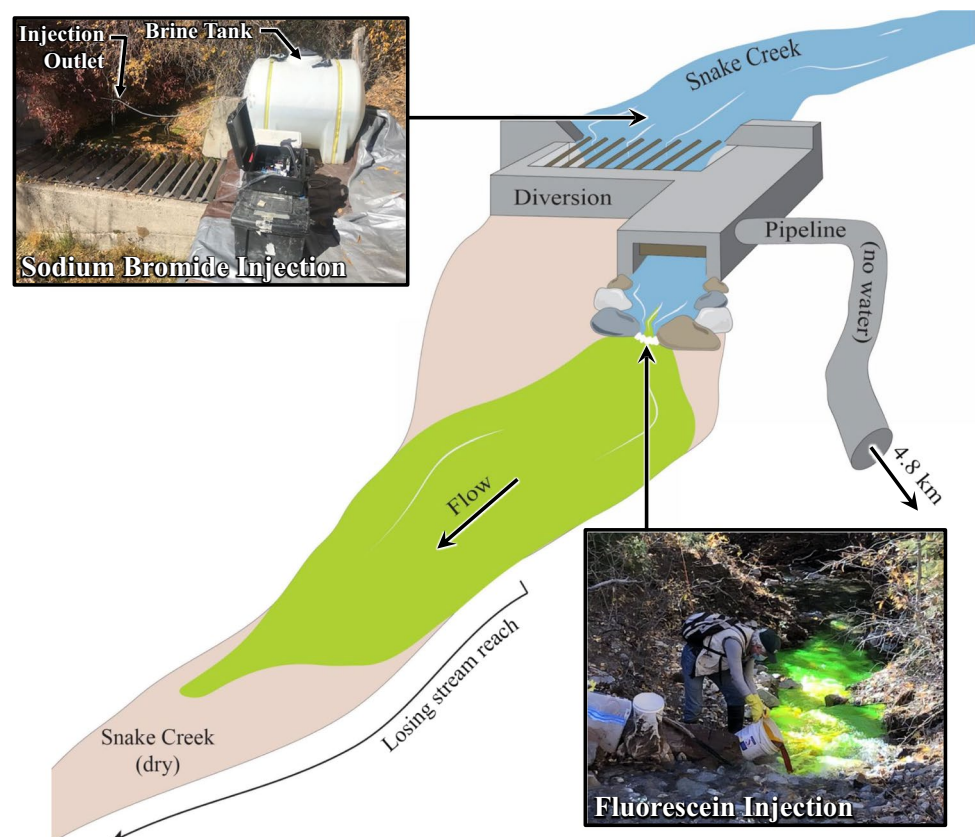 Injection
Outlet
Brine Tank
Sodium Bromide Injection
Snake Creek
Diversion
Pipeline
(no water)
4.8 km
Flow
Losing stream reach
Snake Creek
(dry)
Fluorescein Injection